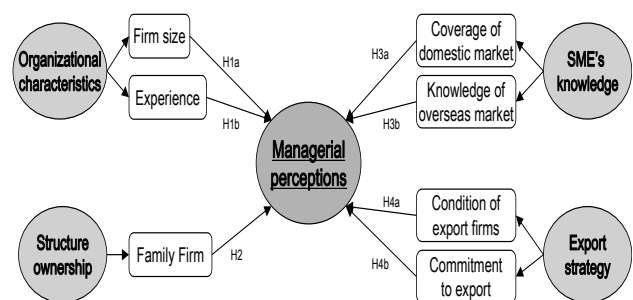 Organizational
characteristics
Firm size
Experience
H1a
H1b
Coverage of
domestic market
Knowledge of
overseas market
H3a
H3b
SME's
knowledge
Managerial
perceptions
Structure
ownership
Family Firm
H2
Condition of
export firms
Commitment
to export
H4a
H4b
Export
strategy